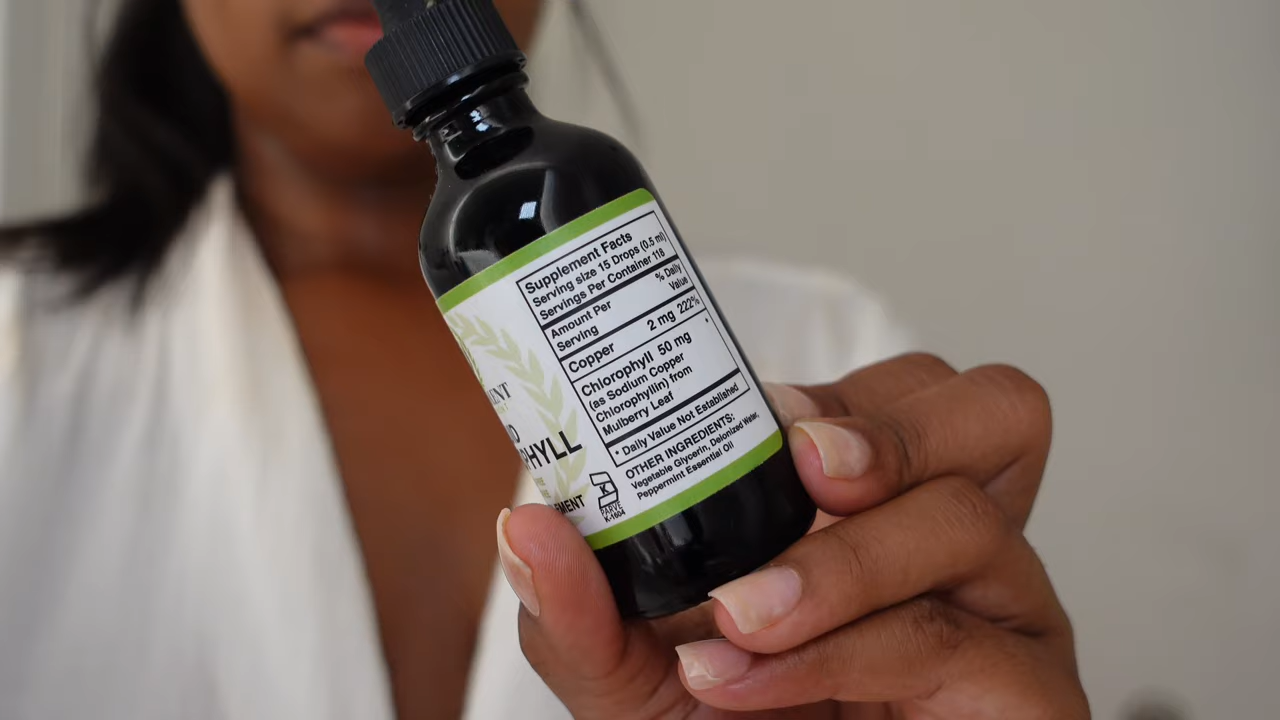 Supplement Facts
Serving size 15 Drops (0.5 ml)
Servings Per Container 118
% Daily
Value
Amount Per
Serving
Copper 2 mg 222%
Chlorophyll 50 mg *
(as Sodium Copper
Chlorophyllin) from
Mulberry Leaf
* Daily Value Not Established
OTHER INGREDIENTS:
Vegetable Glycerin, Deionized Water,
Peppermint Essential Oil
PHYLL
EMENT
K
PARVE
K-1604